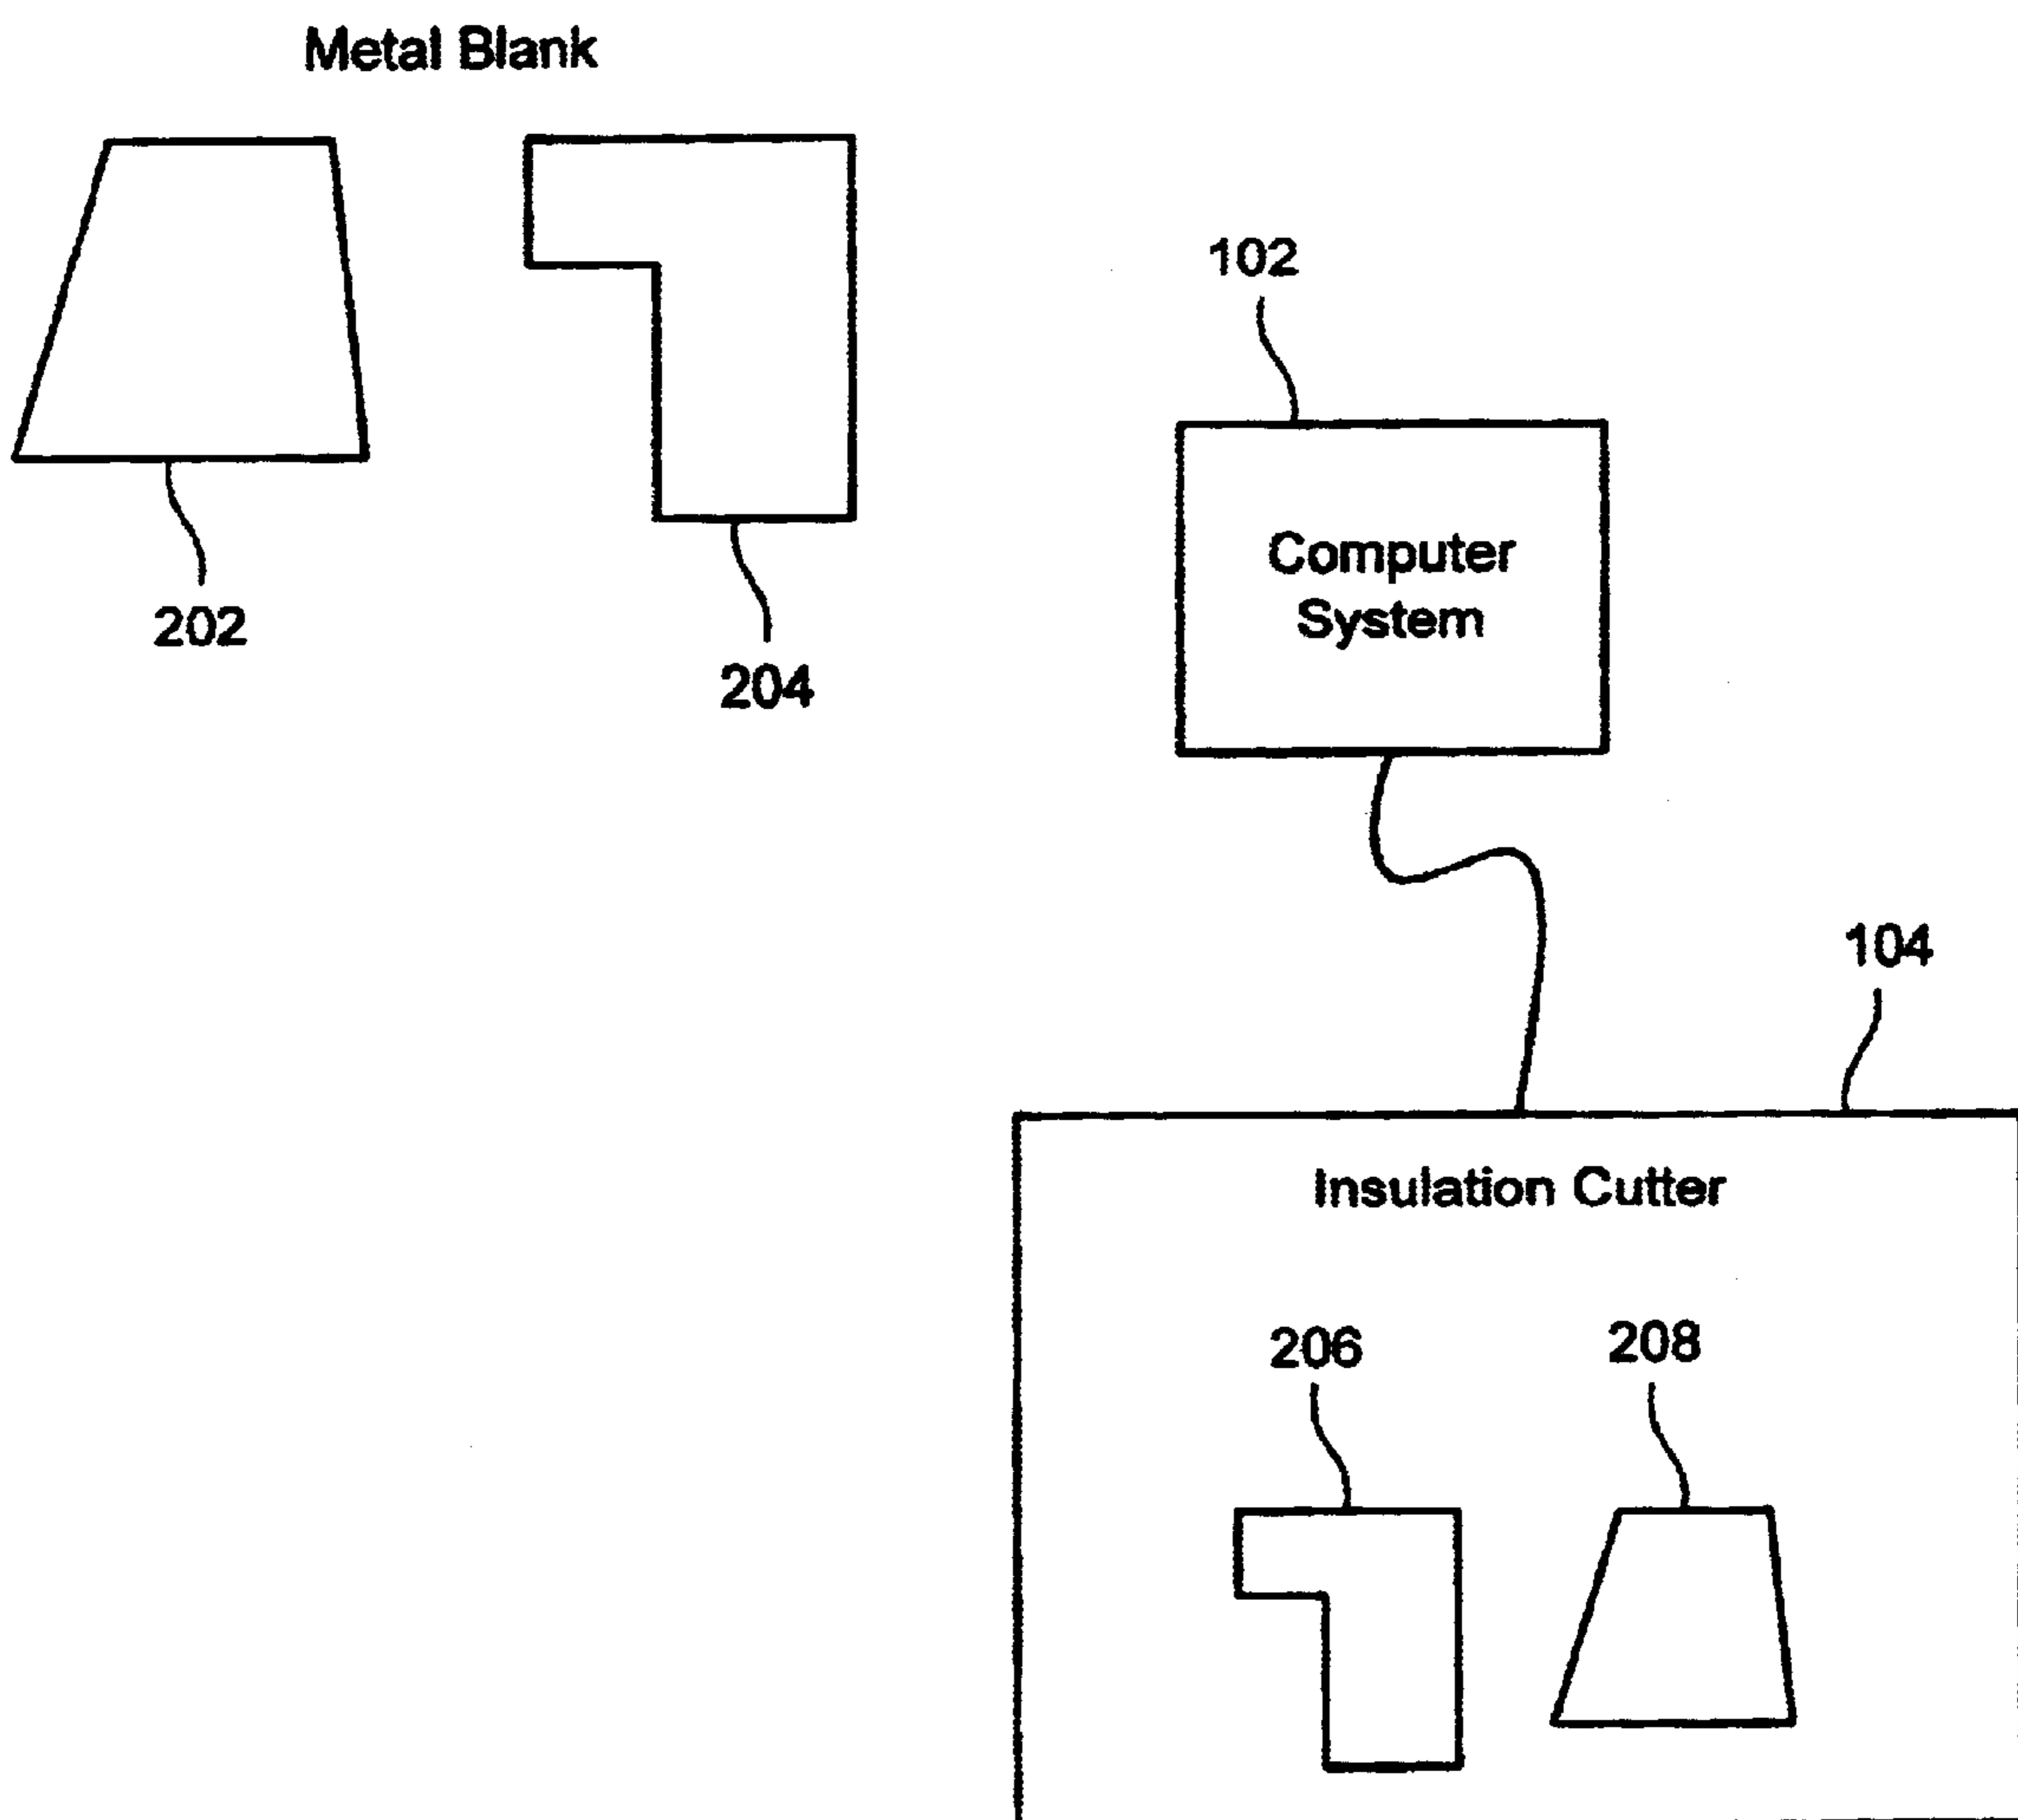 Metal Blank
102
Computer
System
202
204
104
Insulation Cutter
206
208